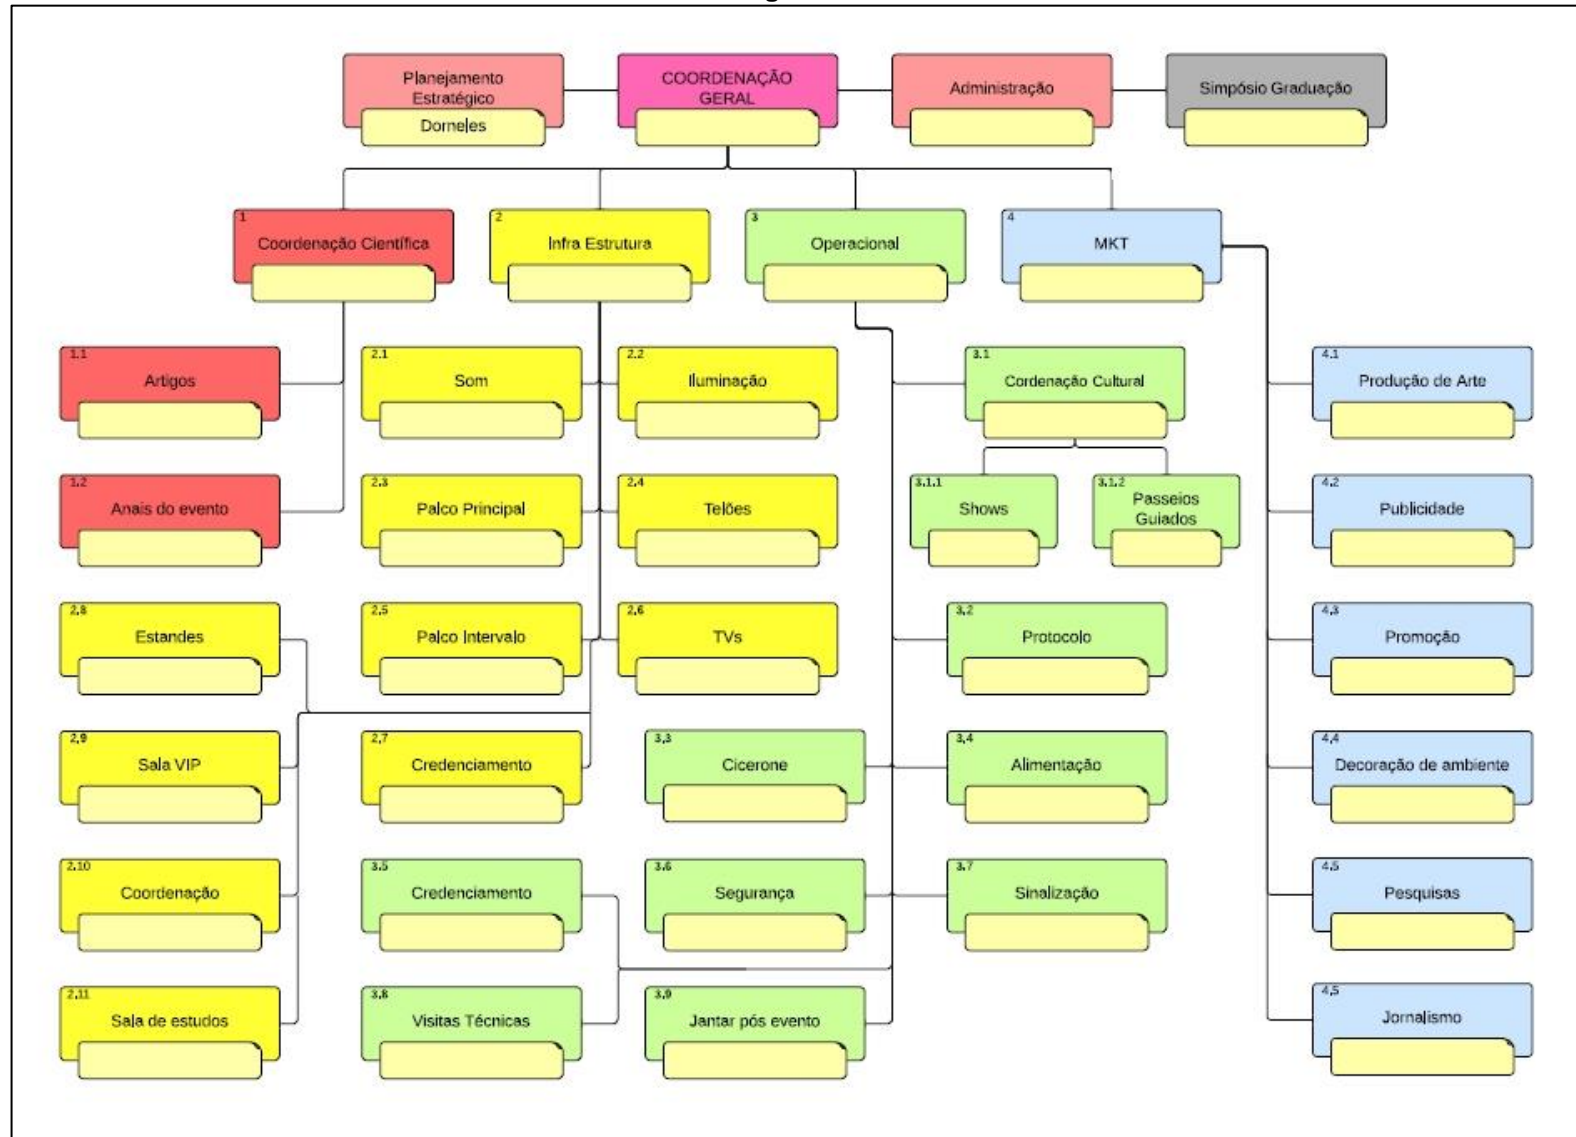 Planejamento
Estratégico
Dorneles
COORDENAÇÃO
GERAL
Administração
Simpósio Graduação
1
Coordenação Científica
2
Infra Estrutura
3
Operacional
4
MKT
1.1
Artigos
2.1
Som
2.2
Iluminação
3.1
Cordenação Cultural
4.1
Produção de Arte
1.2
Anais do evento
2.3
Palco Principal
2.4
Telões
3.1.1
Shows
3.1.2
Passeios
Guiados
4.2
Publicidade
2.8
Estandes
2.5
Palco Intervalo
2.6
TVs
3.2
Protocolo
4.3
Promoção
2.9
Sala VIP
2.7
Credenciamento
3.3
Cicerone
3.4
Alimentação
4.4
Decoração de ambiente
2.10
Coordenação
3.5
Credenciamento
3.6
Segurança
3.7
Sinalização
4.5
Pesquisas
2.11
Sala de estudos
3.8
Visitas Técnicas
3.9
Jantar pós evento
4.5
Jornalismo